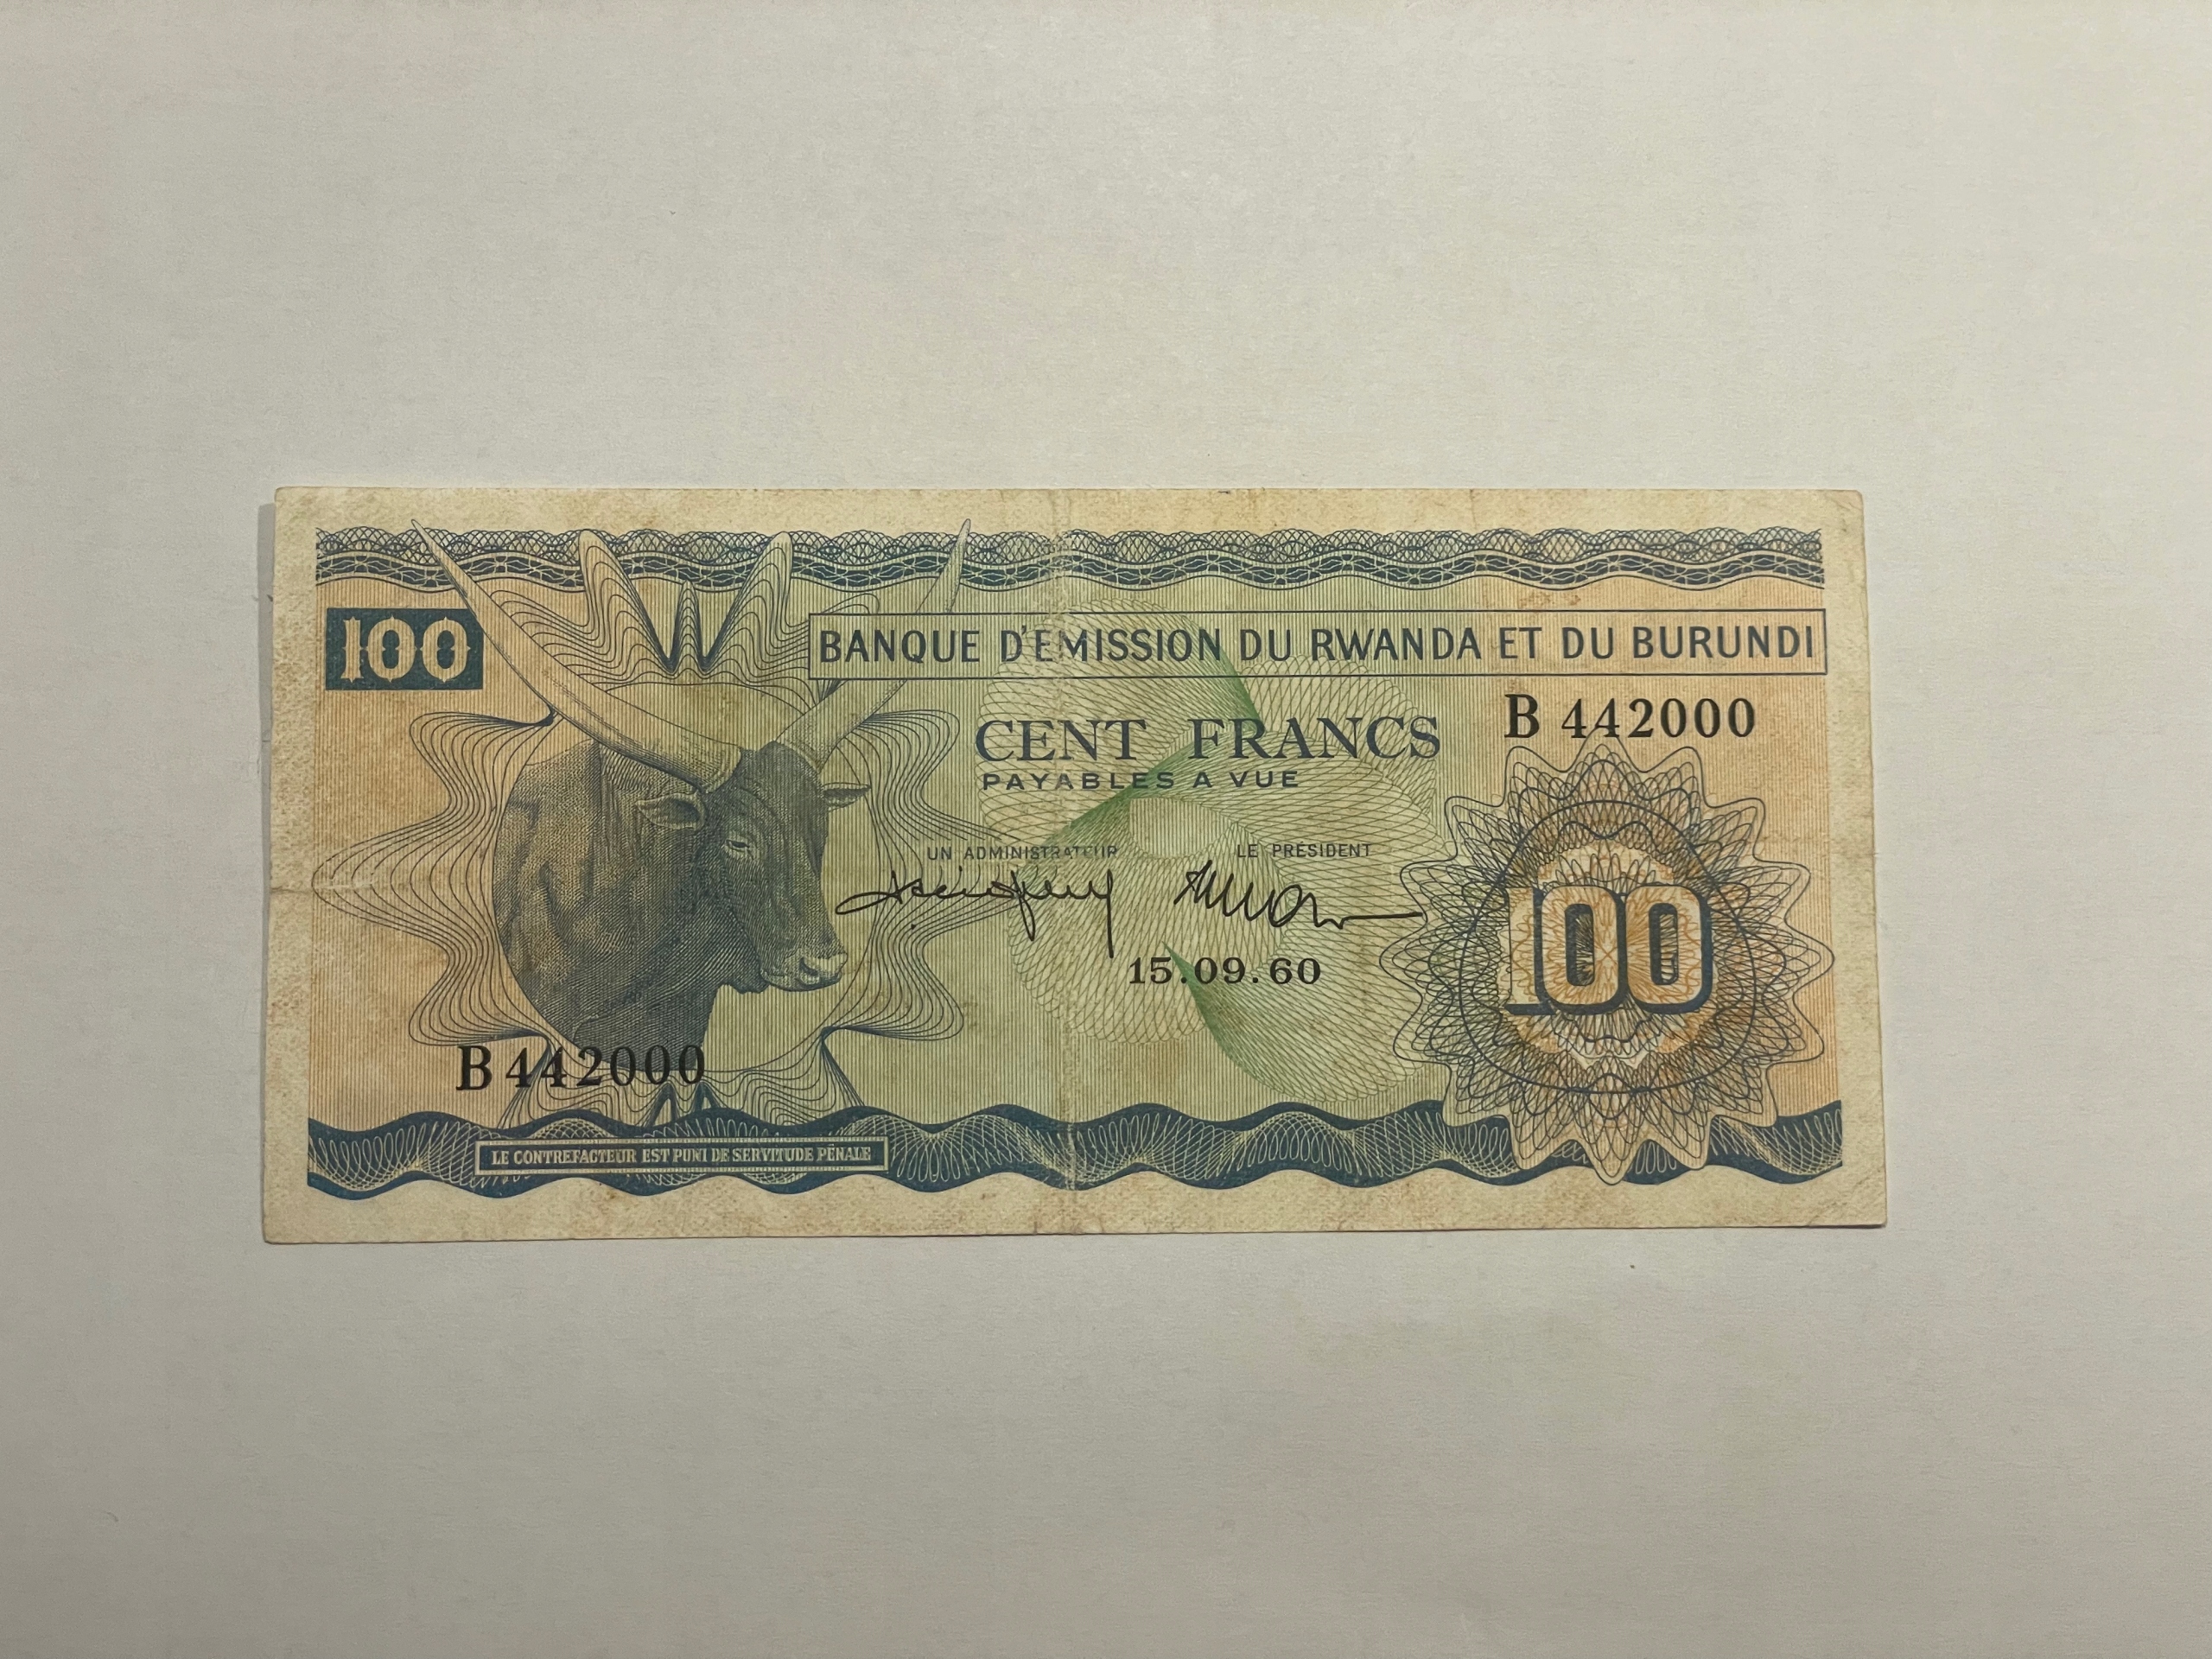 100
BANQUE D'EMISSION DU RWANDA ET DU BURUNDI
B 442000
CENT FRANCS
PAYABLES A VUE
UN ADMINISTRATEUR
LE PRÉSIDENT
15.09.60
100
B 442000
LE CONTREFACTEUR EST PUNI DE SERVITUDE PÉNALE